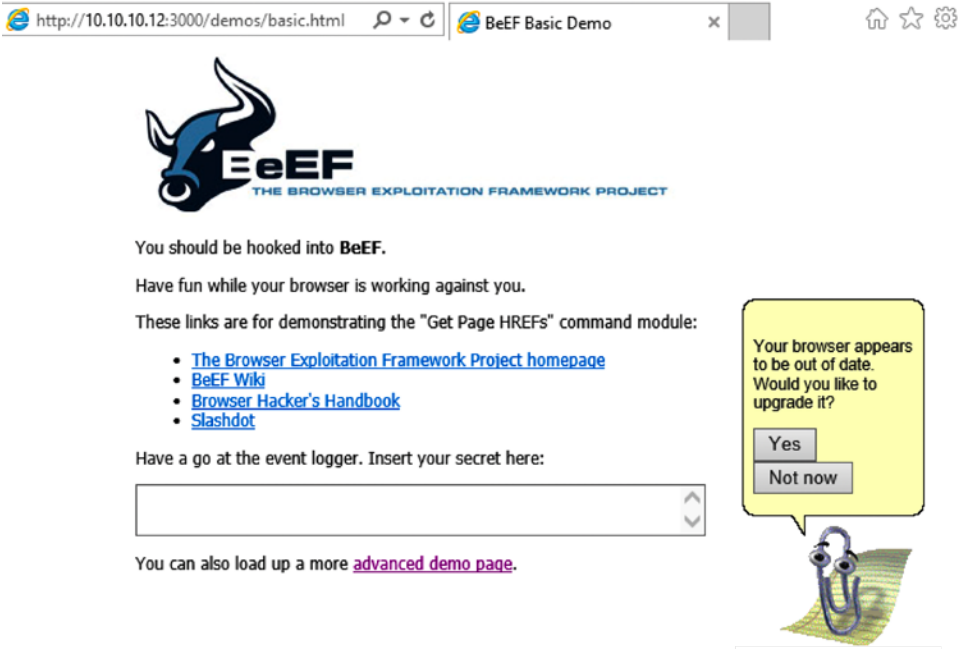 http://10.10.10.12:3000/demos/basic.html
BeEF Basic Demo
BeEF
THE BROWSER EXPLOITATION FRAMEWORK PROJECT
You should be hooked into BeEF.
Have fun while your browser is working against you.
These links are for demonstrating the "Get Page HREFs" command module:
The Browser Exploitation Framework Project homepage
BeEF Wiki
Browser Hacker's Handbook
Slashdot
Have a go at the event logger. Insert your secret here:
You can also load up a more advanced demo page.
Your browser appears
to be out of date.
Would you like to
upgrade it?
Yes
Not now